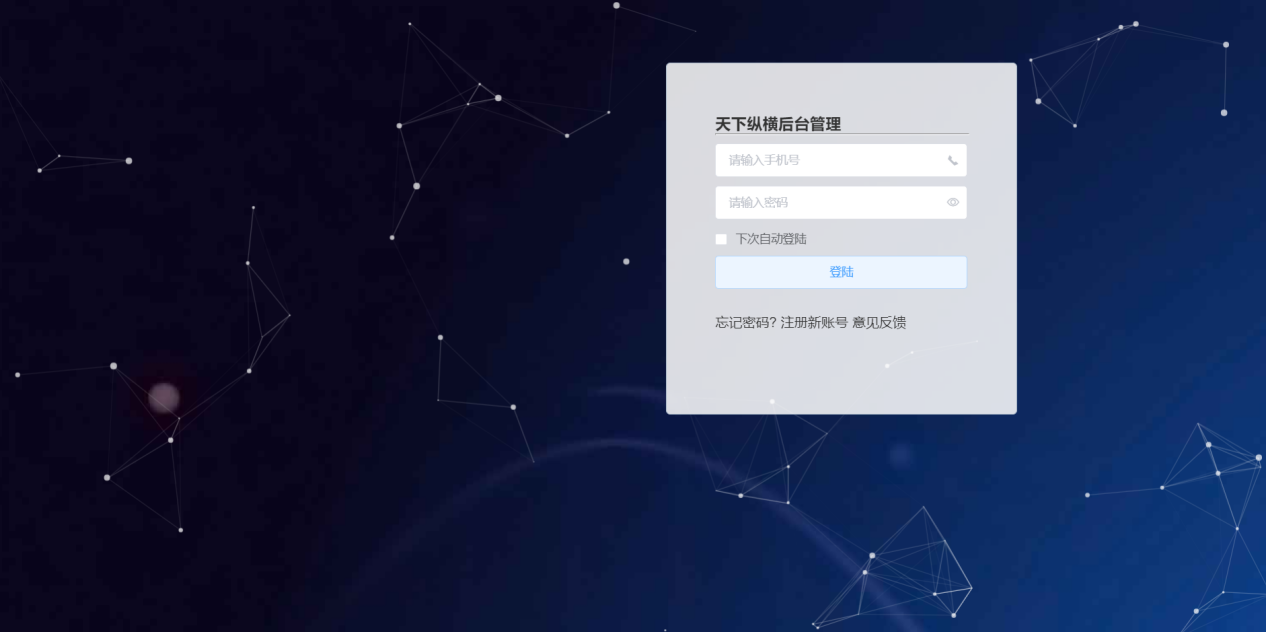 天下纵横后台管理
请输入手机号
请输入密码
下次自动登陆
登陆
忘记密码? 注册新账号 意见反馈